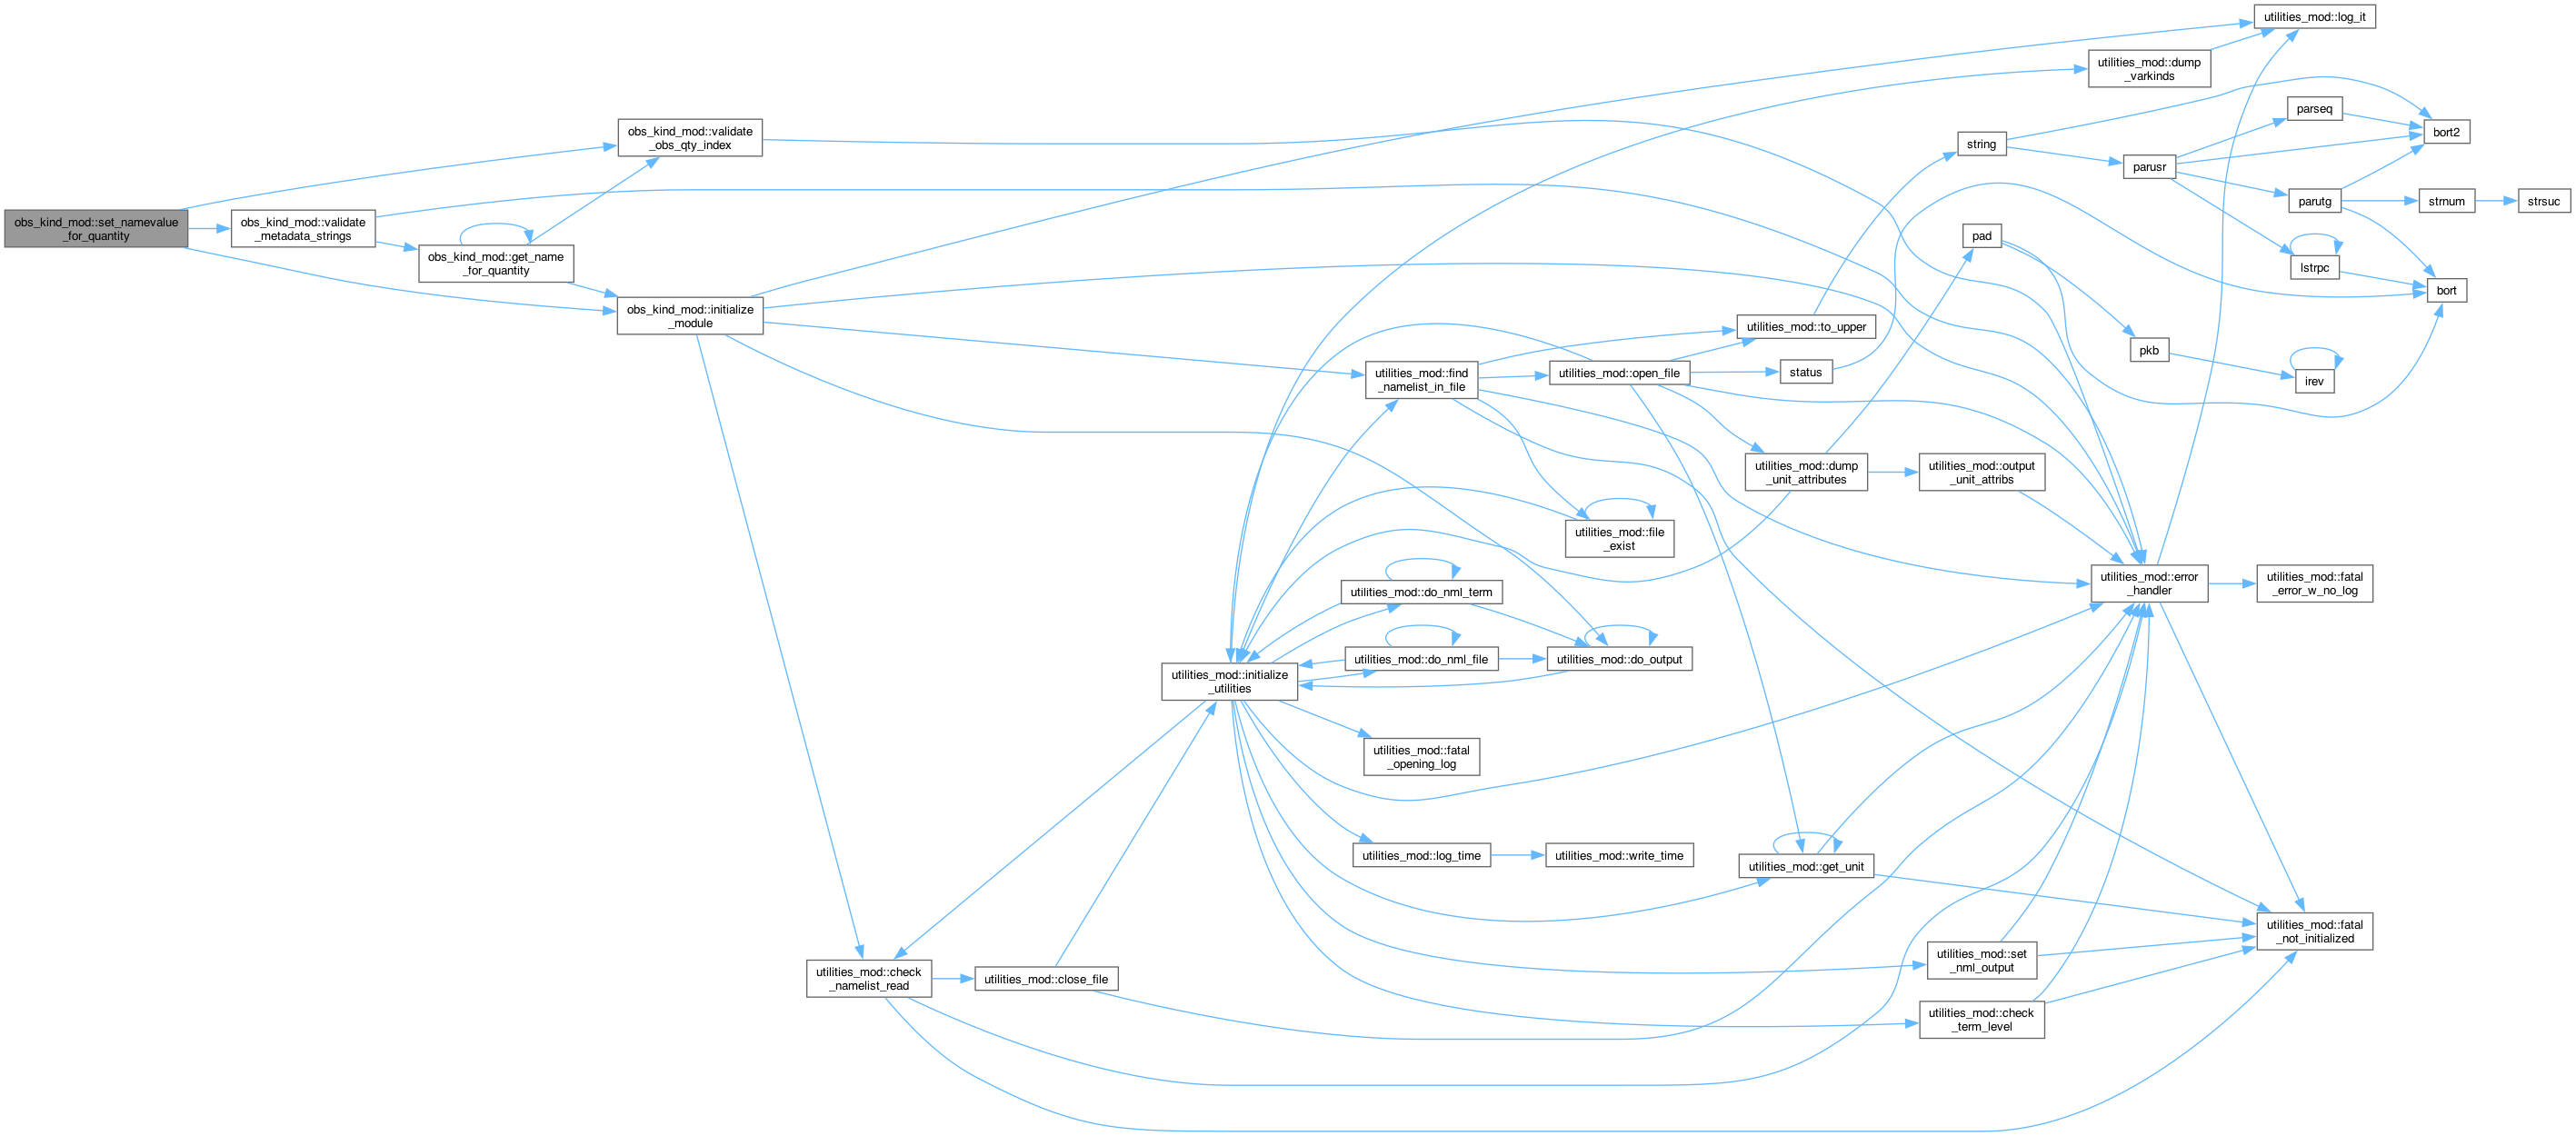 obs_kind_mod::set_namevalue
_for_quantity
obs_kind_mod::validate
_obs_qty_index
obs_kind_mod::validate
_metadata_strings
obs_kind_mod::get_name
_for_quantity
obs_kind_mod::initialize
_module
utilities_mod::check
_namelist_read
utilities_mod::close_file
utilities_mod::initialize
_utilities
utilities_mod::find
_namelist_in_file
utilities_mod::do_nml_term
utilities_mod::do_nml_file
utilities_mod::fatal
_opening_log
utilities_mod::log_time
utilities_mod::open_file
utilities_mod::file
_exist
utilities_mod::do_output
utilities_mod::write_time
utilities_mod::to_upper
status
utilities_mod::dump
_unit_attributes
utilities_mod::get_unit
string
pad
utilities_mod::output
_unit_attribs
utilities_mod::set
_nml_output
utilities_mod::check
_term_level
utilities_mod::dump
_varkinds
parusr
pkb
utilities_mod::error
_handler
utilities_mod::log_it
parseq
parutg
lstrpc
irev
utilities_mod::fatal
_error_w_no_log
utilities_mod::fatal
_not_initialized
bort2
strnum
bort
strsuc